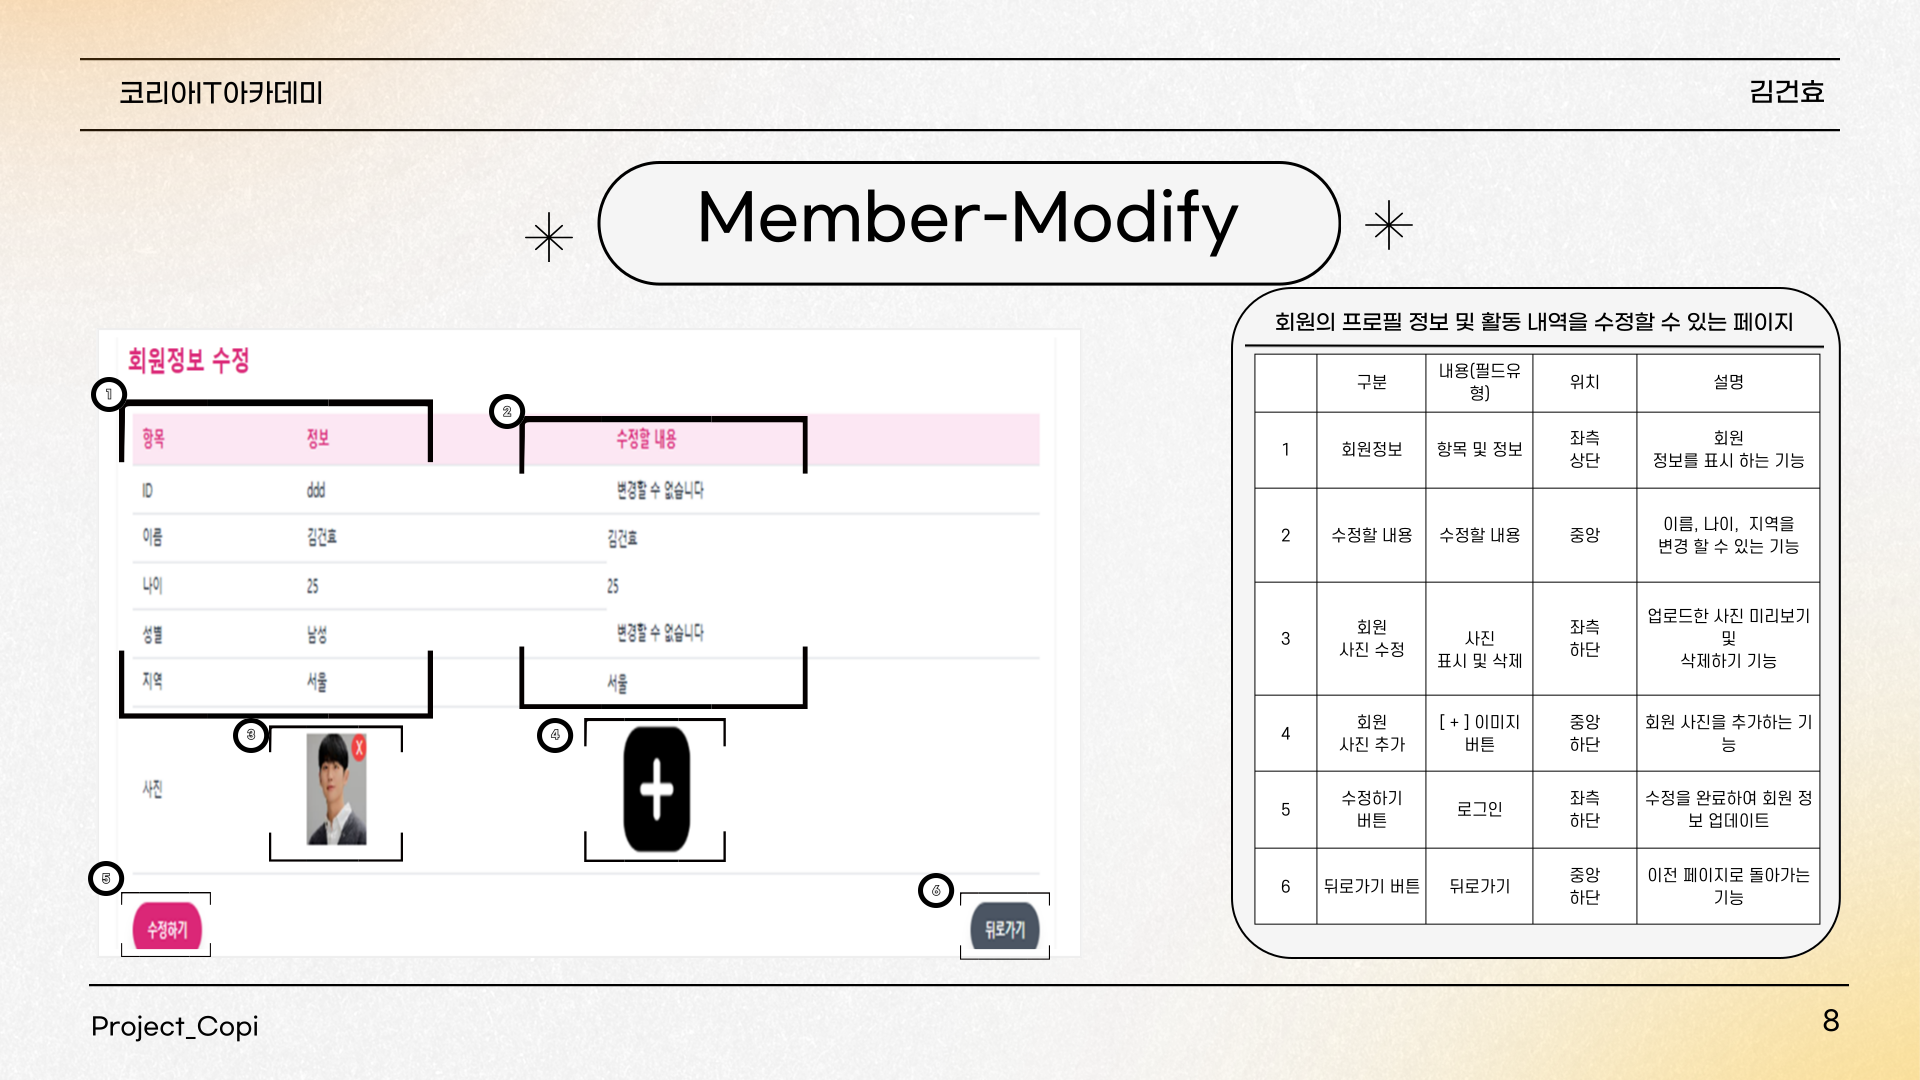 코리아IT아카데미
김건효
Member-Modify
회원정보 수정
1
2
항목 정보 수정할 내용
ID ddd 변경할 수 없습니다
이름 김건효 김건효
나이 25 25
성별 남성 변경할 수 없습니다
지역 서울 서울
3
4
X
사진
5
6
수정하기
뒤로가기
회원의 프로필 정보 및 활동 내역을 수정할 수 있는 페이지
구분
내용(필드유
형)
위치
설명
1
회원정보
항목 및 정보
좌측
상단
회원
정보를 표시 하는 기능
2
수정할 내용
수정할 내용
중앙
이름, 나이, 지역을
변경 할 수 있는 기능
3
회원
사진 수정
사진
표시 및 삭제
좌측
하단
업로드한 사진 미리보기
및
삭제하기 기능
4
회원
사진 추가
[ + ] 이미지
버튼
중앙
하단
회원 사진을 추가하는 기
능
5
수정하기
버튼
로그인
좌측
하단
수정을 완료하여 회원 정
보 업데이트
6
뒤로가기 버튼
뒤로가기
중앙
하단
이전 페이지로 돌아가는
기능
Project_Copi
8